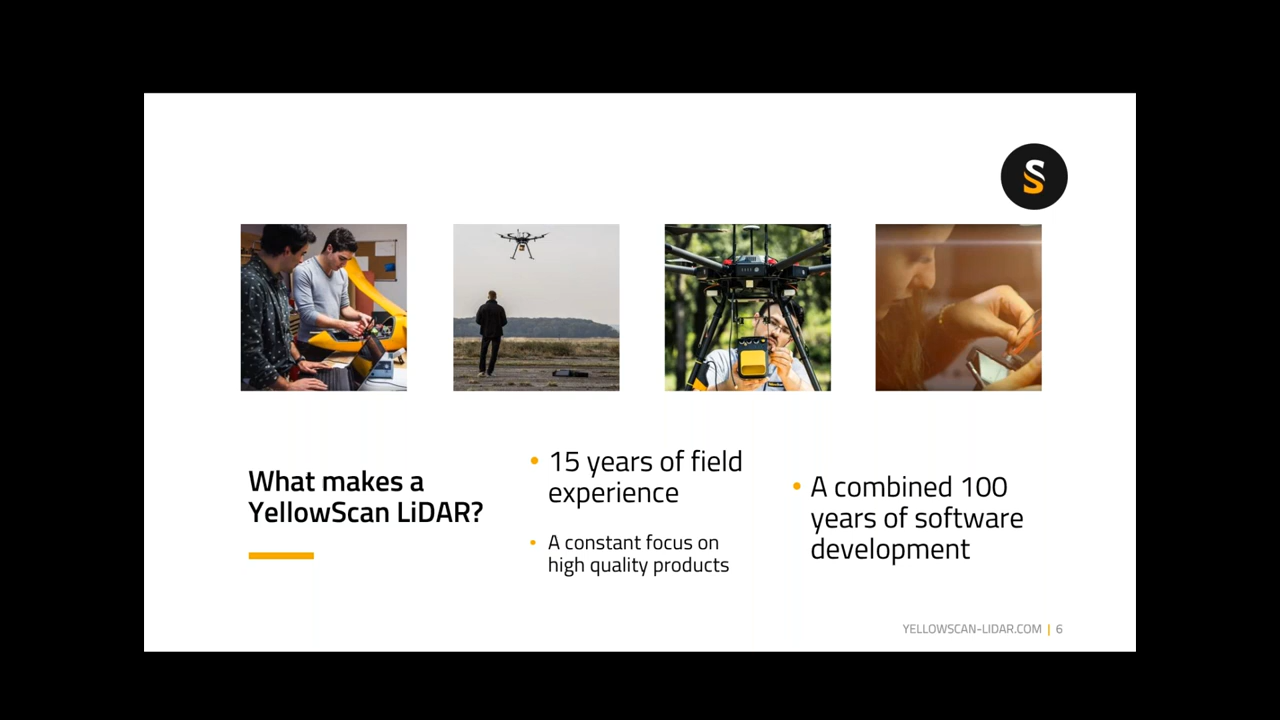 What makes a
YellowScan LiDAR?
• 15 years of field
experience
• A constant focus on
high quality products
• A combined 100
years of software
development
YELLOWSCAN-LIDAR.COM | 6